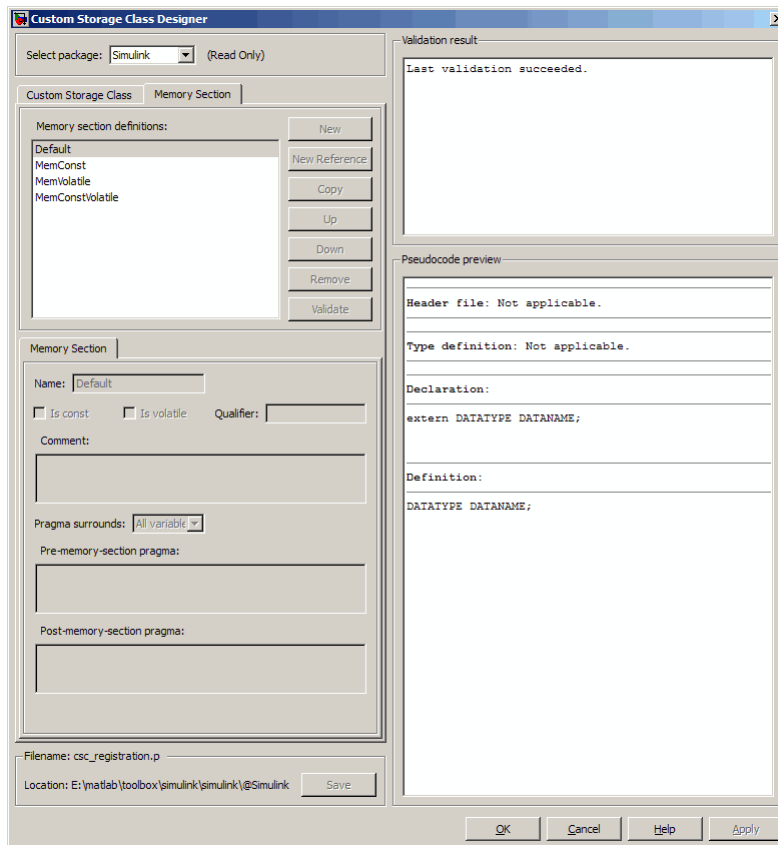 Custom Storage Class Designer
Select package: Simulink (Read Only)
Custom Storage Class Memory Section
Memory section definitions:
Default
MemConst
MemVolatile
MemConstVolatile
New
New Reference
Copy
Up
Down
Remove
Validate
Memory Section
Name: Default
Is const Is volatile Qualifier:
Comment:
Pragma surrounds: All variable
Pre-memory-section pragma:
Post-memory-section pragma:
Filename: csc_registration.p
Location: E:\matlab\toolbox\simulink\simulink\@Simulink Save
Validation result
Last validation succeeded.
Pseudocode preview
Header file: Not applicable.
Type definition: Not applicable.
Declaration:
extern DATATYPE DATANAME;
Definition:
DATATYPE DATANAME;
OK Cancel Help Apply